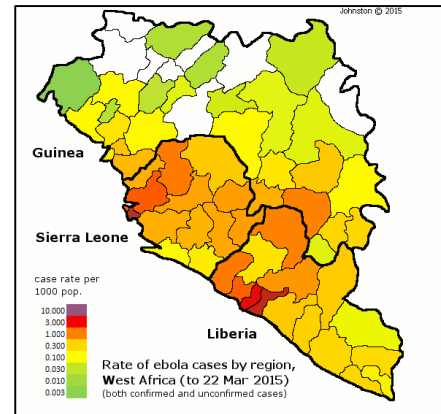 Johnston © 2015
Guinea
Sierra Leone
Liberia
case rate per
1000 pop.
10.000
3.000
1.000
0.300
0.100
0.030
0.010
0.003
Rate of ebola cases by region,
West Africa (to 22 Mar 2015)
(both confirmed and unconfirmed cases)